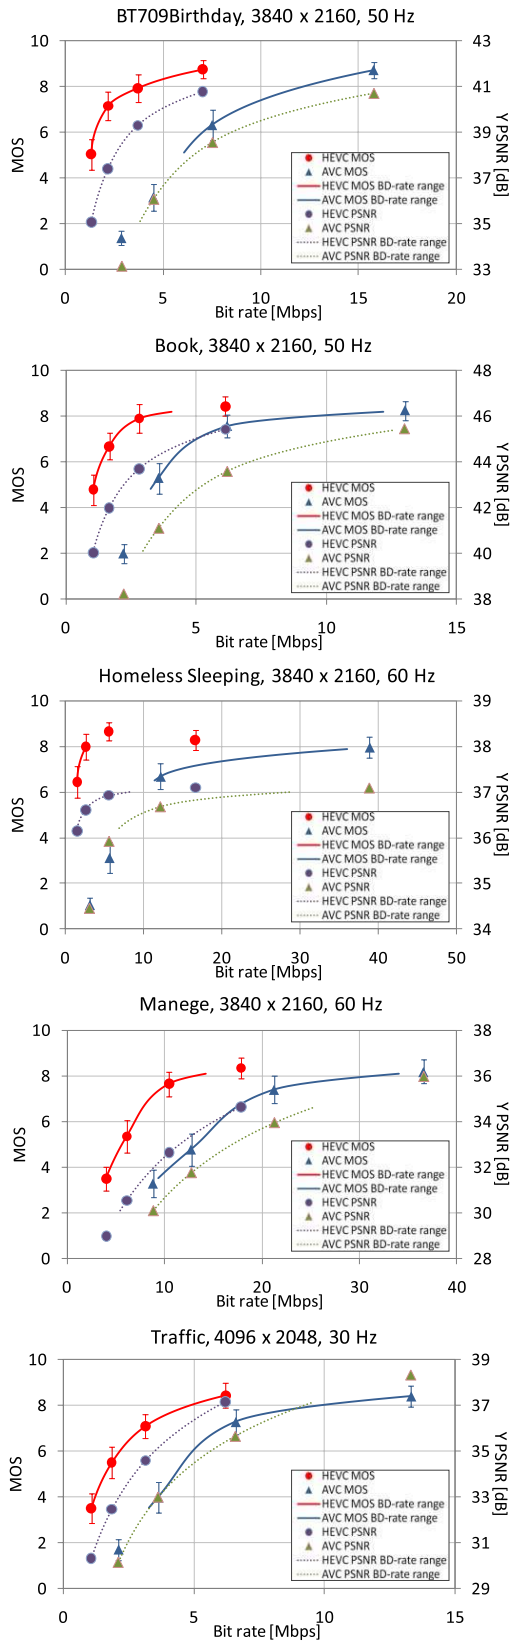 BT709Birthday, 3840 x 2160, 50 Hz
10
8
6
4
2
0
MOS
43
41
39
37
35
33
Y PSNR [dB]
HEVC MOS
AVC MOS
HEVC MOS BD-rate range
AVC MOS BD-rate range
HEVC PSNR
AVC PSNR
HEVC PSNR BD-rate range
AVC PSNR BD-rate range
0 5 10 15 20
Bit rate [Mbps]
Book, 3840 x 2160, 50 Hz
10
8
6
4
2
0
MOS
48
46
44
42
40
38
Y PSNR [dB]
HEVC MOS
AVC MOS
HEVC MOS BD-rate range
AVC MOS BD-rate range
HEVC PSNR
AVC PSNR
HEVC PSNR BD-rate range
AVC PSNR BD-rate range
0 5 10 15
Bit rate [Mbps]
Homeless Sleeping, 3840 x 2160, 60 Hz
10
8
6
4
2
0
MOS
39
38
37
36
35
34
Y PSNR [dB]
HEVC MOS
AVC MOS
HEVC MOS BD-rate range
AVC MOS BD-rate range
HEVC PSNR
AVC PSNR
HEVC PSNR BD-rate range
AVC PSNR BD-rate range
0 10 20 30 40 50
Bit rate [Mbps]
Manege, 3840 x 2160, 60 Hz
10
8
6
4
2
0
MOS
38
36
34
32
30
28
Y PSNR [dB]
HEVC MOS
AVC MOS
HEVC MOS BD-rate range
AVC MOS BD-rate range
HEVC PSNR
AVC PSNR
HEVC PSNR BD-rate range
AVC PSNR BD-rate range
0 10 20 30 40
Bit rate [Mbps]
Traffic, 4096 x 2048, 30 Hz
10
8
6
4
2
0
MOS
39
37
35
33
31
29
Y PSNR [dB]
HEVC MOS
AVC MOS
HEVC MOS BD-rate range
AVC MOS BD-rate range
HEVC PSNR
AVC PSNR
HEVC PSNR BD-rate range
AVC PSNR BD-rate range
0 5 10 15
Bit rate [Mbps]